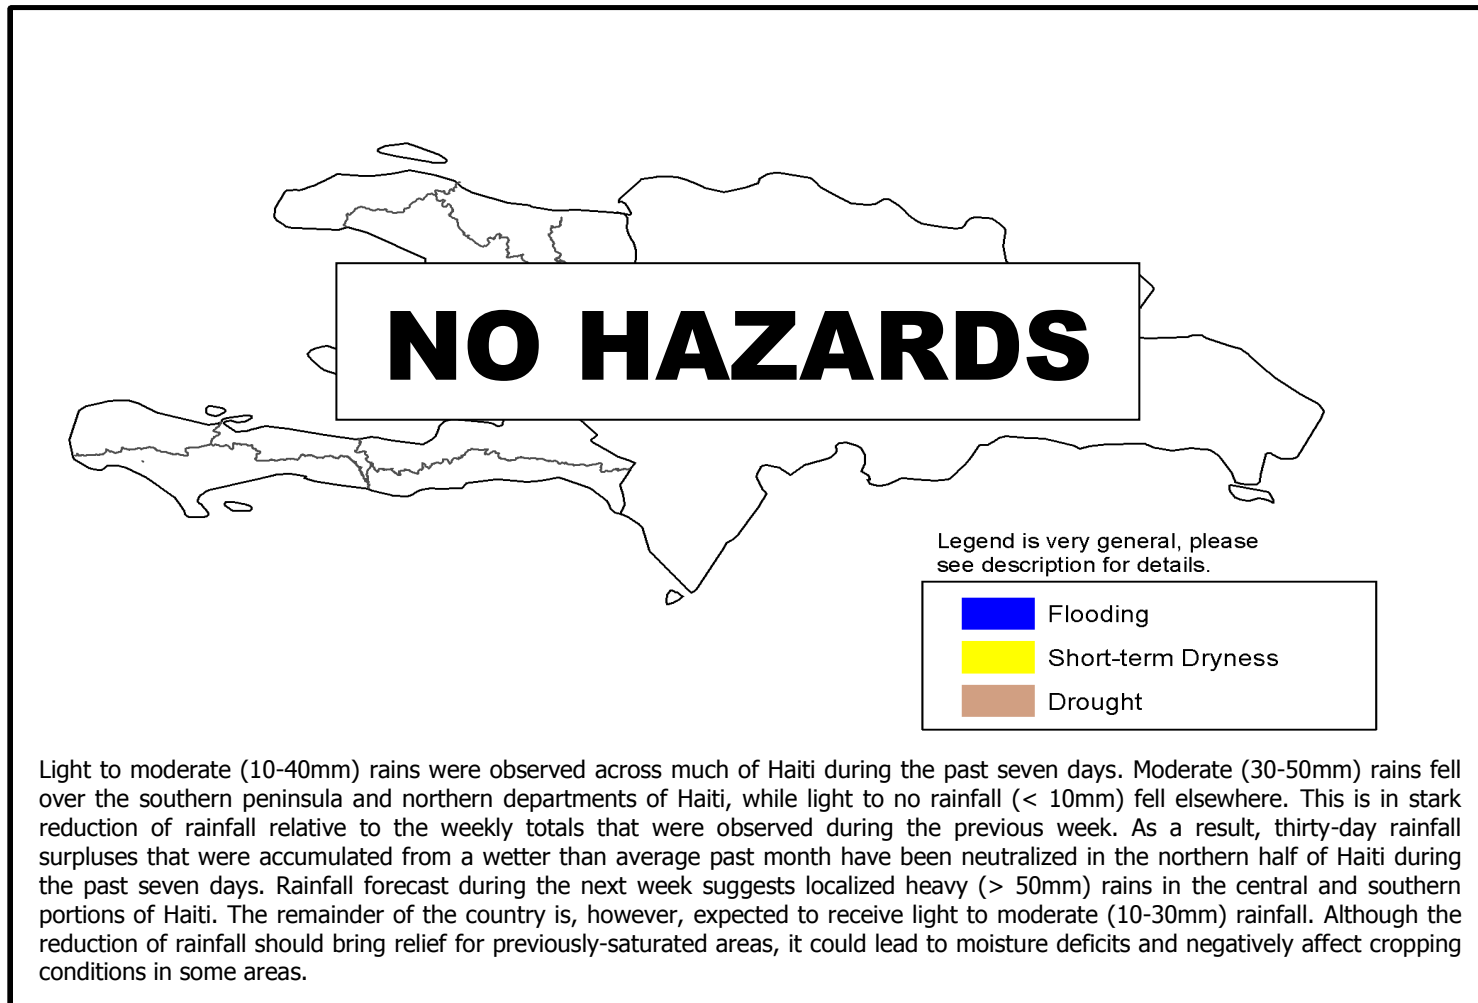 NO HAZARDS
Legend is very general, please
see description for details.
Flooding
Short-term Dryness
Drought
Light to moderate (10-40mm) rains were observed across much of Haiti during the past seven days. Moderate (30-50mm) rains fell
over the southern peninsula and northern departments of Haiti, while light to no rainfall (< 10mm) fell elsewhere. This is in stark
reduction of rainfall relative to the weekly totals that were observed during the previous week. As a result, thirty-day rainfall
surpluses that were accumulated from a wetter than average past month have been neutralized in the northern half of Haiti during
the past seven days. Rainfall forecast during the next week suggests localized heavy (> 50mm) rains in the central and southern
portions of Haiti. The remainder of the country is, however, expected to receive light to moderate (10-30mm) rainfall. Although the
reduction of rainfall should bring relief for previously-saturated areas, it could lead to moisture deficits and negatively affect cropping
conditions in some areas.